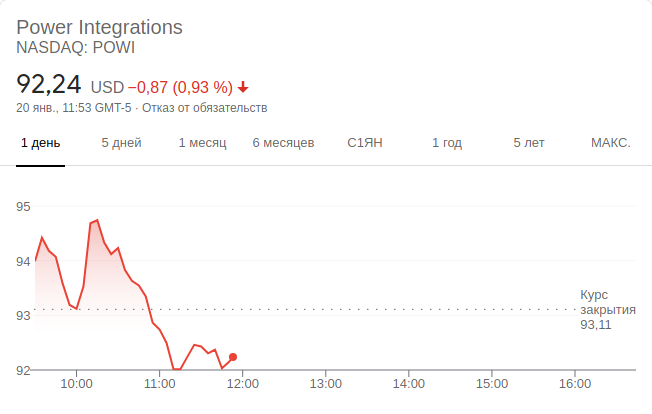 Power Integrations
NASDAQ: POWI
92,24 USD −0,87 (0,93 %)
20 янв., 11:53 GMT-5 · Отказ от обязательств
1 день 5 дней 1 месяц 6 месяцев С1ЯН 1 год 5 лет МАКС.
95
94
Курс
закрытия
93,11
93
92
10:00 11:00 12:00 13:00 14:00 15:00 16:00